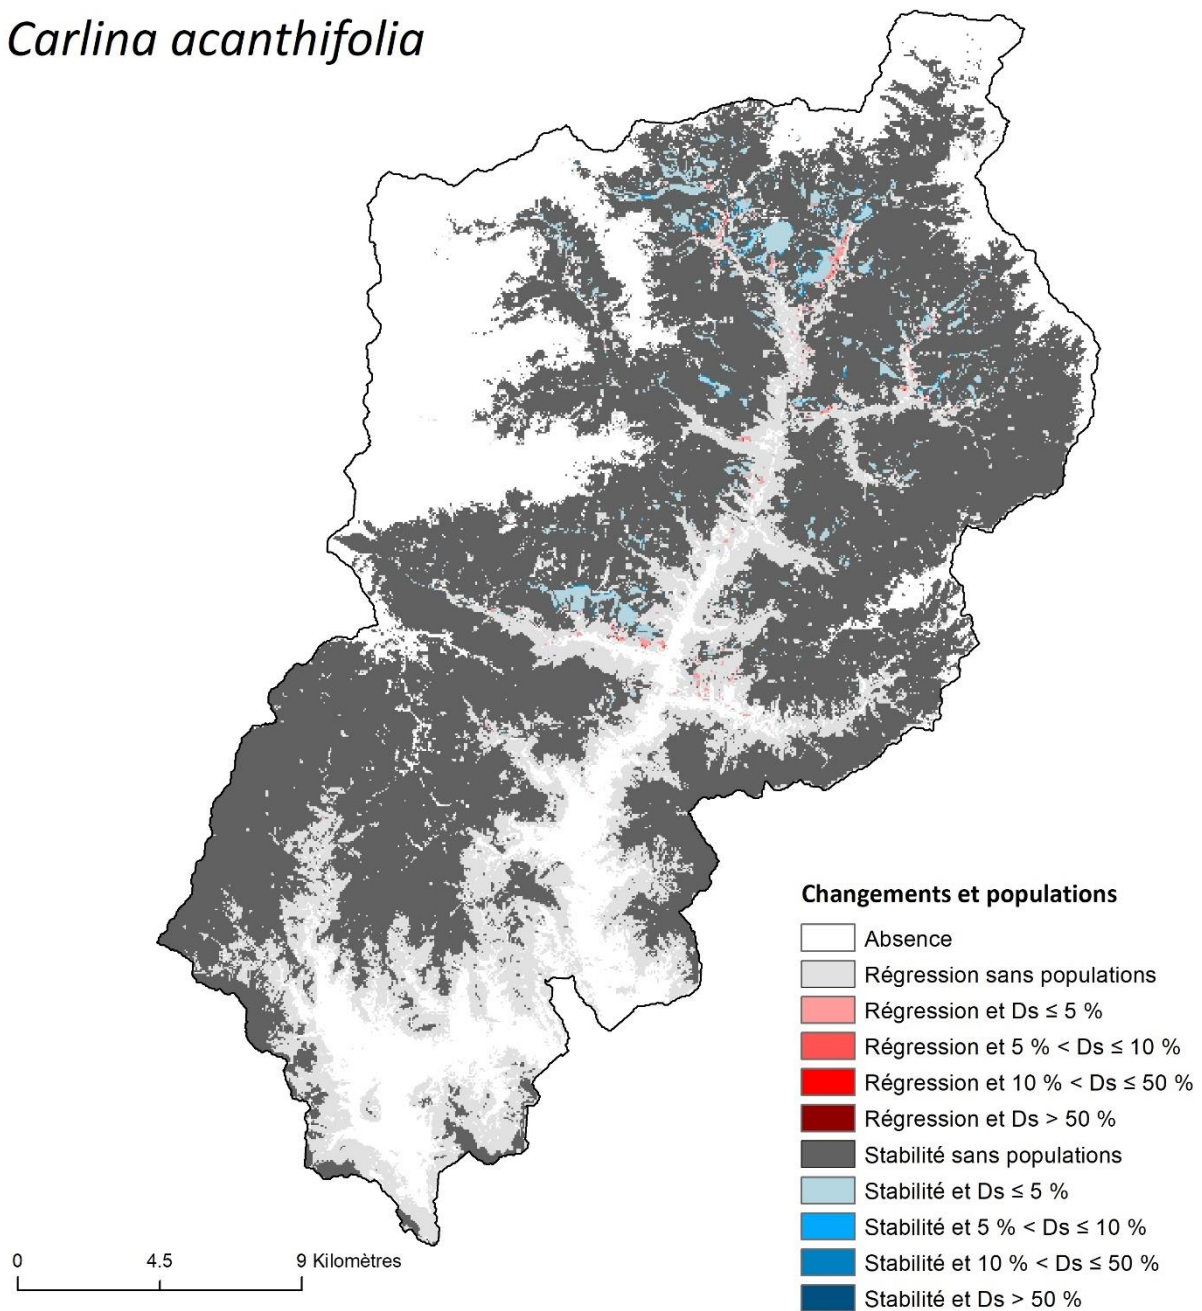 Carlina acanthifolia
Changements et populations
Absence
Régression sans populations
Régression et Ds ≤ 5 %
Régression et 5 % < Ds ≤ 10 %
Régression et 10 % < Ds ≤ 50 %
Régression et Ds > 50 %
Stabilité sans populations
Stabilité et Ds ≤ 5 %
Stabilité et 5 % < Ds ≤ 10 %
Stabilité et 10 % < Ds ≤ 50 %
Stabilité et Ds > 50 %
0 4.5 9 Kilomètres